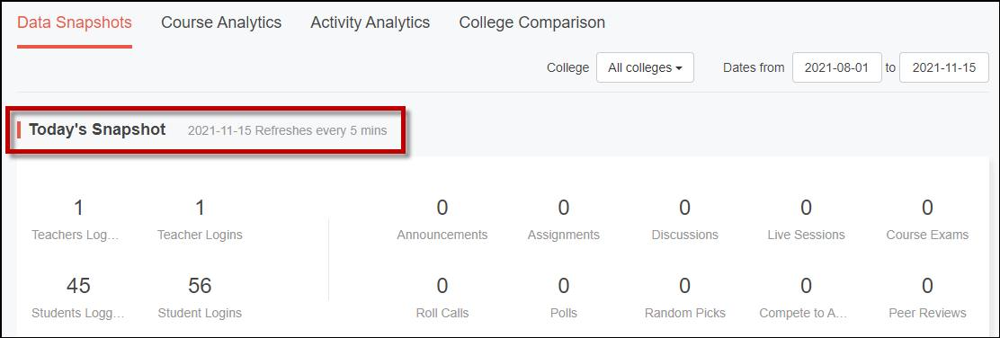 Data Snapshots Course Analytics Activity Analytics College Comparison
College All colleges Dates from 2021-08-01 to 2021-11-15
Today's Snapshot 2021-11-15 Refreshes every 5 mins
1 1 0 0 0 0 0
Teachers Log... Teacher Logins Announcements Assignments Discussions Live Sessions Course Exams
45 56 0 0 0 0 0
Students Logg... Student Logins Roll Calls Polls Random Picks Compete to A... Peer Reviews